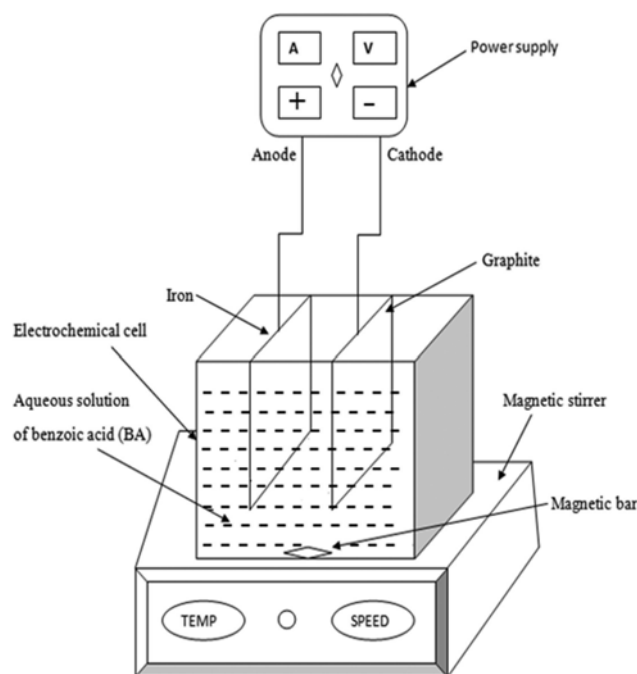 A V
Power supply
+ −
Anode Cathode
Graphite
Iron
Electrochemical cell
Aqueous solution
of benzoic acid (BA)
Magnetic stirrer
Magnetic bar
TEMP SPEED